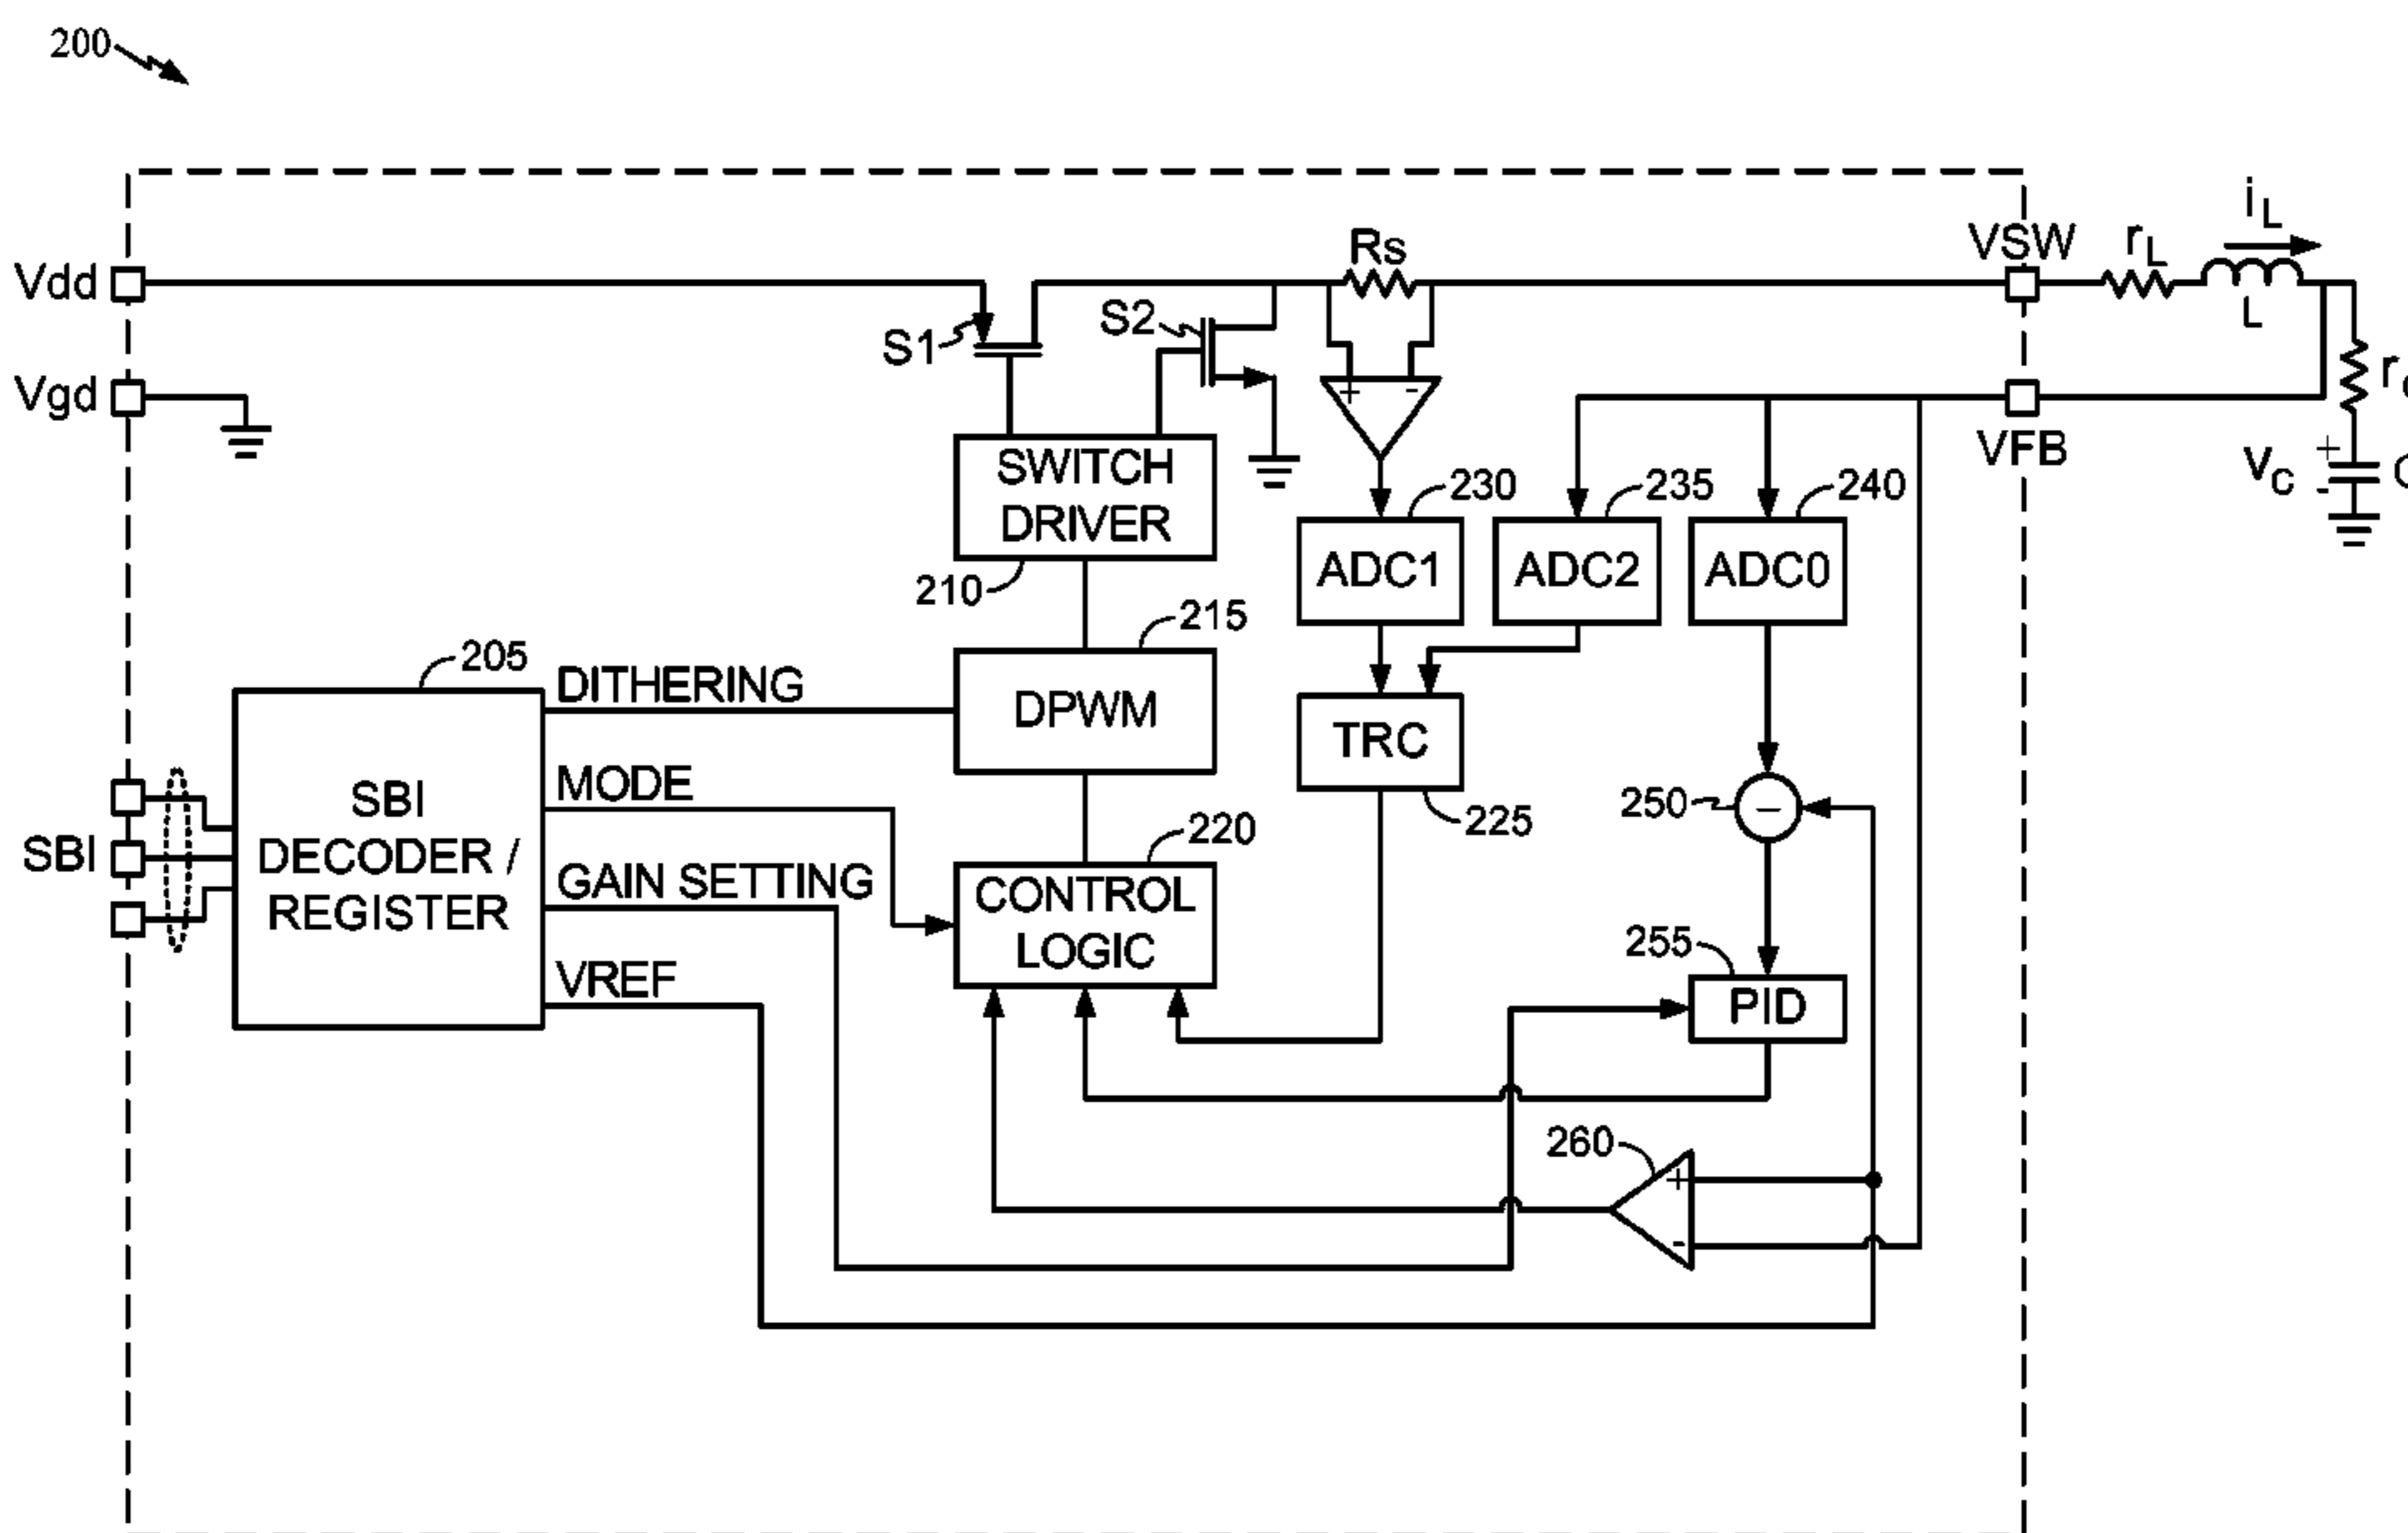 200
Vdd
Vgd
SBI
S1
S2
Rs
+ -
VSW
rL
iL
L
VFB
vC
+
-
SWITCH
DRIVER
210
230
ADC1
235
ADC2
240
ADC0
215
DPWM
TRC
225
205
SBI
DECODER /
REGISTER
DITHERING
MODE
GAIN SETTING
VREF
220
CONTROL
LOGIC
250
−
255
PID
260
+
-